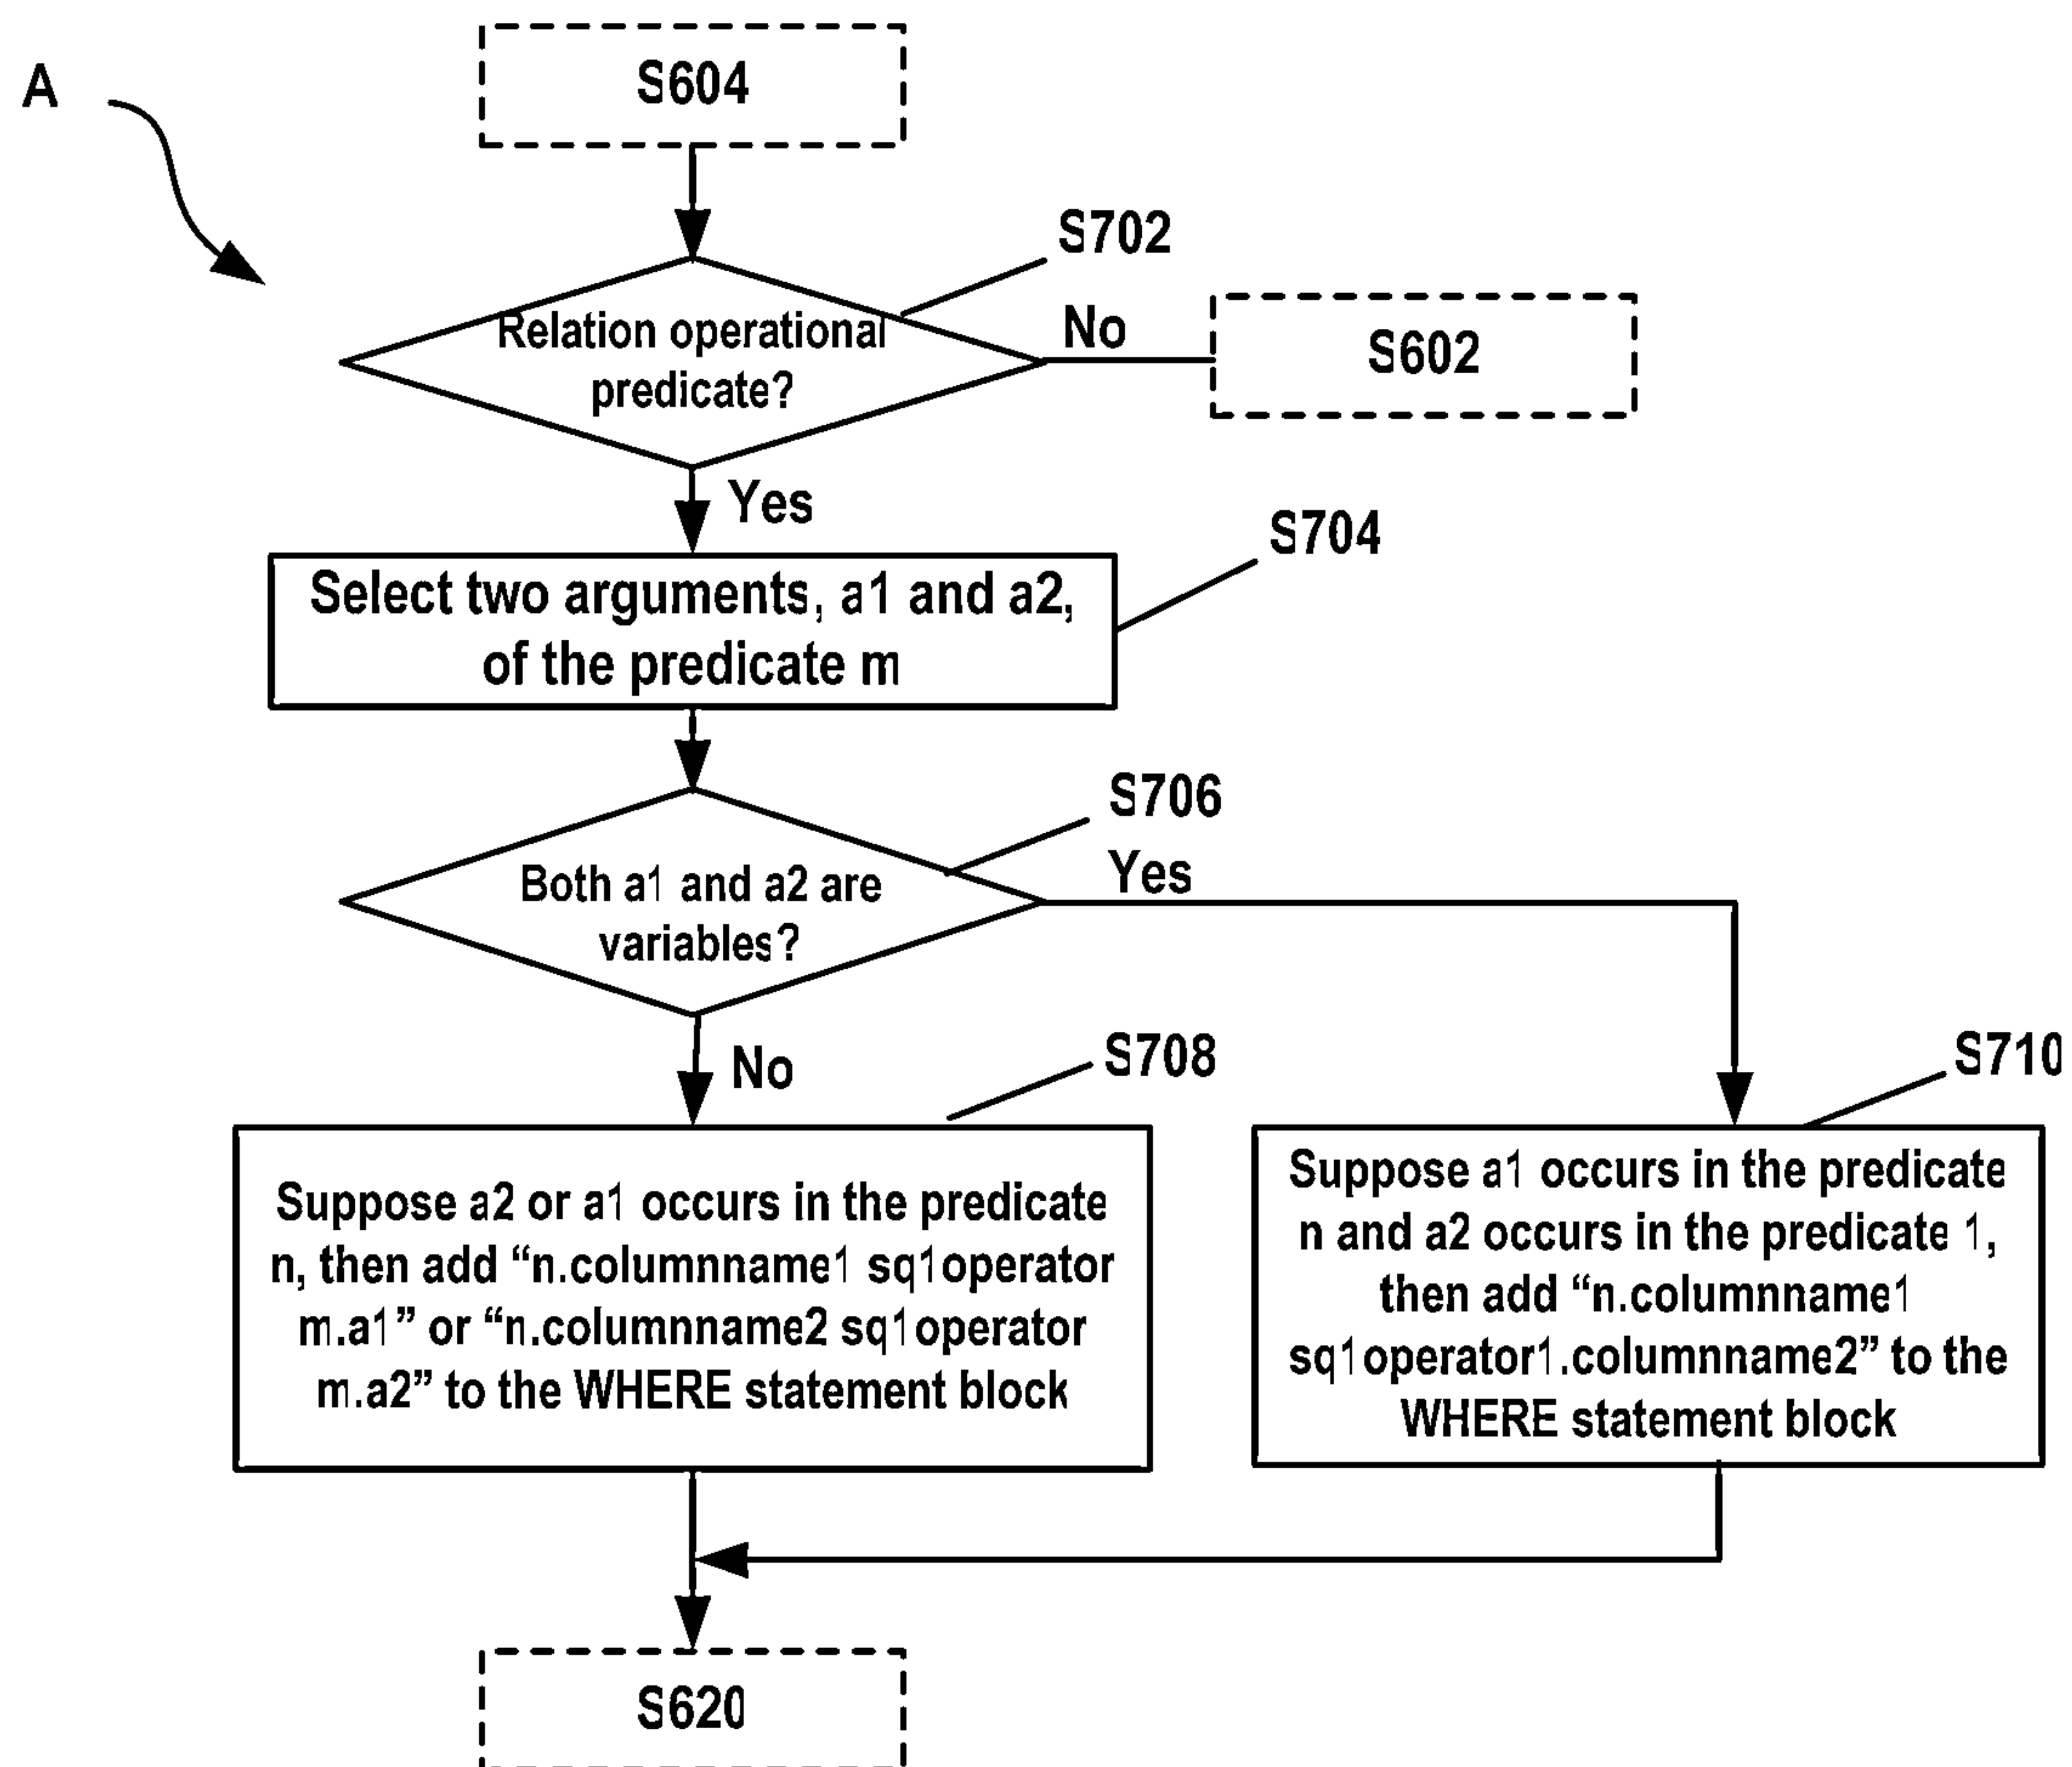 A
S604
S702
Relation operational
predicate?
No
S602
Yes
S704
Select two arguments, a1 and a2,
of the predicate m
S706
Both a1 and a2 are
variables?
Yes
No
S708
S710
Suppose a2 or a1 occurs in the predicate
n, then add “n.columnname1 sq1operator
m.a1” or “n.columnname2 sq1operator
m.a2” to the WHERE statement block
Suppose a1 occurs in the predicate
n and a2 occurs in the predicate 1,
then add “n.columnname1
sq1operator1.columnname2” to the
WHERE statement block
S620